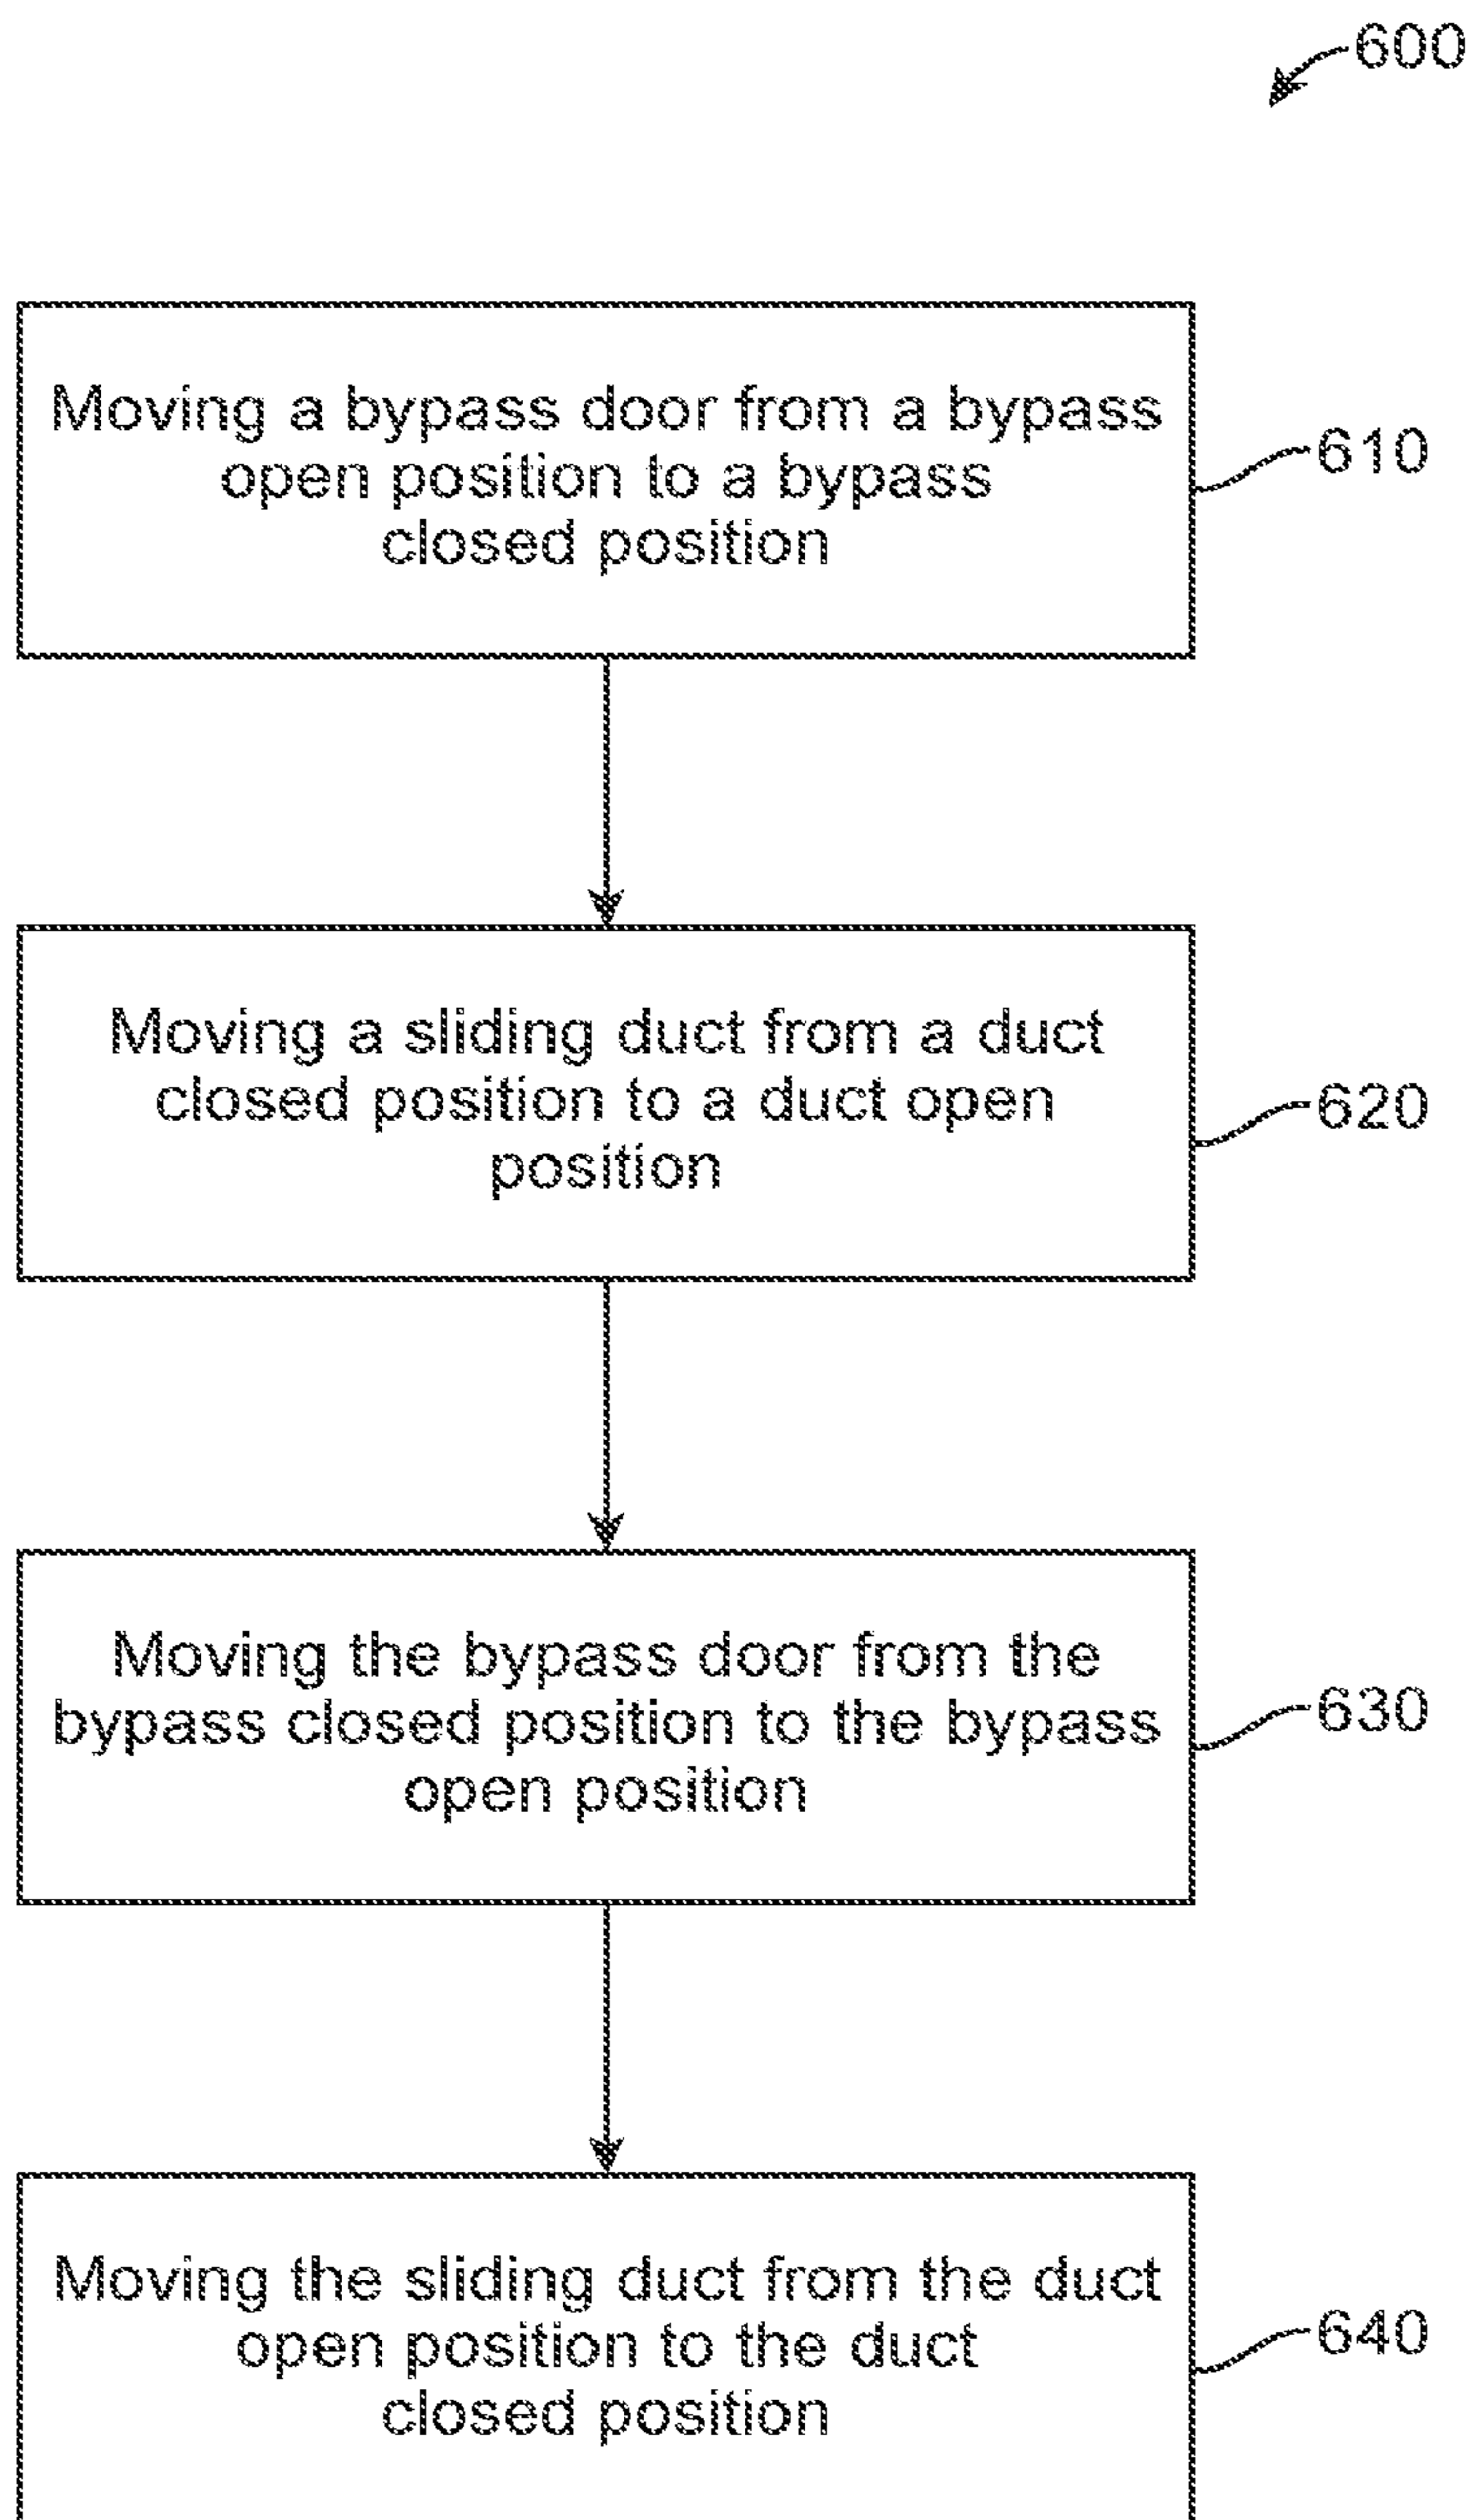 600
Moving a bypass door from a bypass
open position to a bypass
closed position
610
Moving a sliding duct from a duct
closed position to a duct open
position
620
Moving the bypass door from the
bypass closed position to the bypass
open position
630
Moving the sliding duct from the duct
open position to the duct
closed position
640